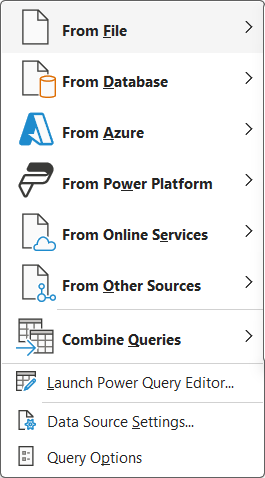 From File
From Database
From Azure
From Power Platform
From Online Services
From Other Sources
Combine Queries
Launch Power Query Editor...
Data Source Settings...
Query Options